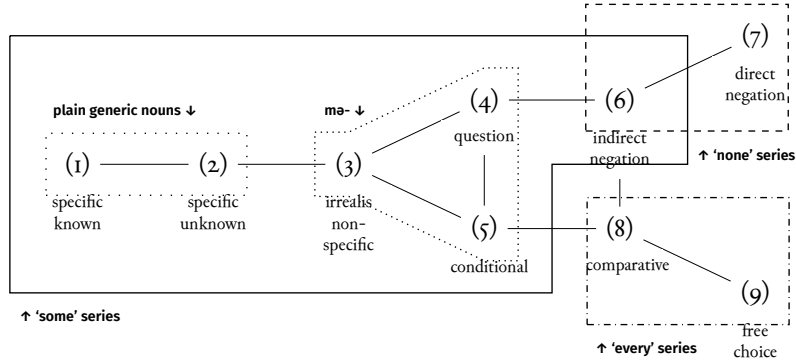 (7)
direct
negation
plain generic nouns ↓
mə- ↓
(4)
question
(6)
indirect
negation
↑ 'none' series
(1)
specific
known
(2)
specific
unknown
(3)
irrealis
non-
specific
(5)
conditional
(8)
comparative
(9)
free
choice
↑ 'some' series
↑ 'every' series